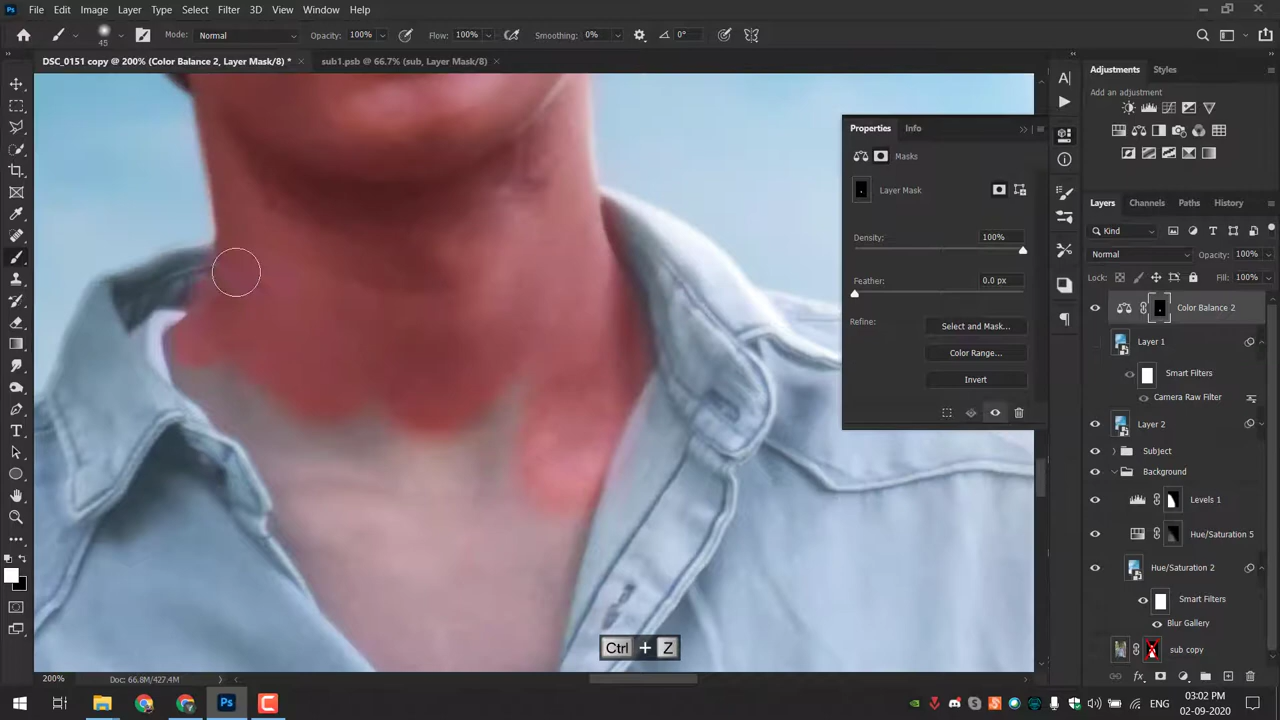 Ps File Edit Image Layer Type Select Filter 3D View Window Help
45 Mode: Normal Opacity: 100% Flow: 100% Smoothing: 0% 0°
DSC_0151 copy @ 200% (Color Balance 2, Layer Mask/8) * × sub1.psb @ 66.7% (sub, Layer Mask/8) ×
Properties Info
Masks
Layer Mask
Density: 100%
Feather: 0.0 px
Refine: Select and Mask...
Color Range...
Invert
Adjustments Styles
Add an adjustment
Layers Channels Paths History
Kind
Normal Opacity: 100%
Lock: Fill: 100%
Color Balance 2
Layer 1
Smart Filters
Camera Raw Filter
Layer 2
Subject
Background
Levels 1
Hue/Saturation 5
Hue/Saturation 2
Smart Filters
Blur Gallery
sub copy
Ctrl + Z
200% Doc: 66.8M/434.4M
Ps
ENG 03:02 PM
02-09-2020